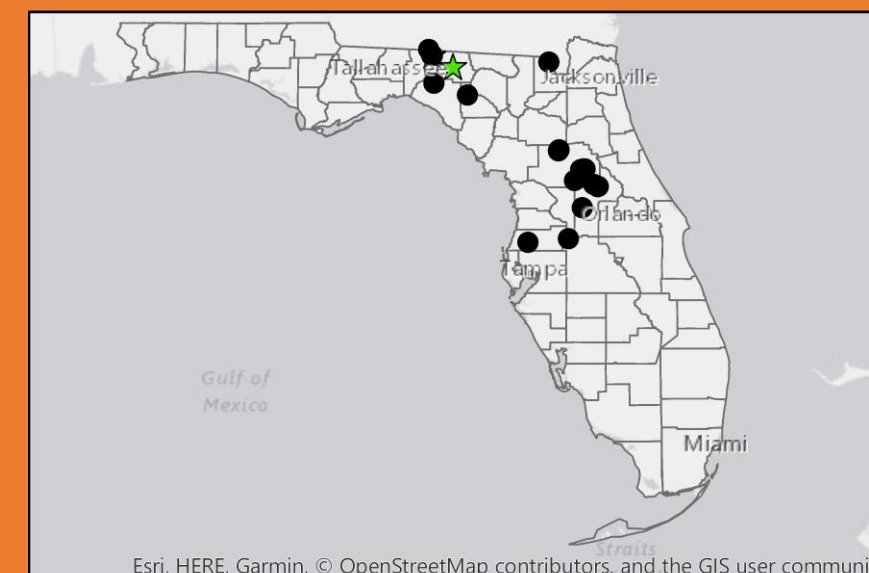 Tallahassee
Jacksonville
Orlando
Tampa
Gulf of
Mexico
Miami
Straits
Esri, HERE, Garmin, © OpenStreetMap contributors, and the GIS user communi